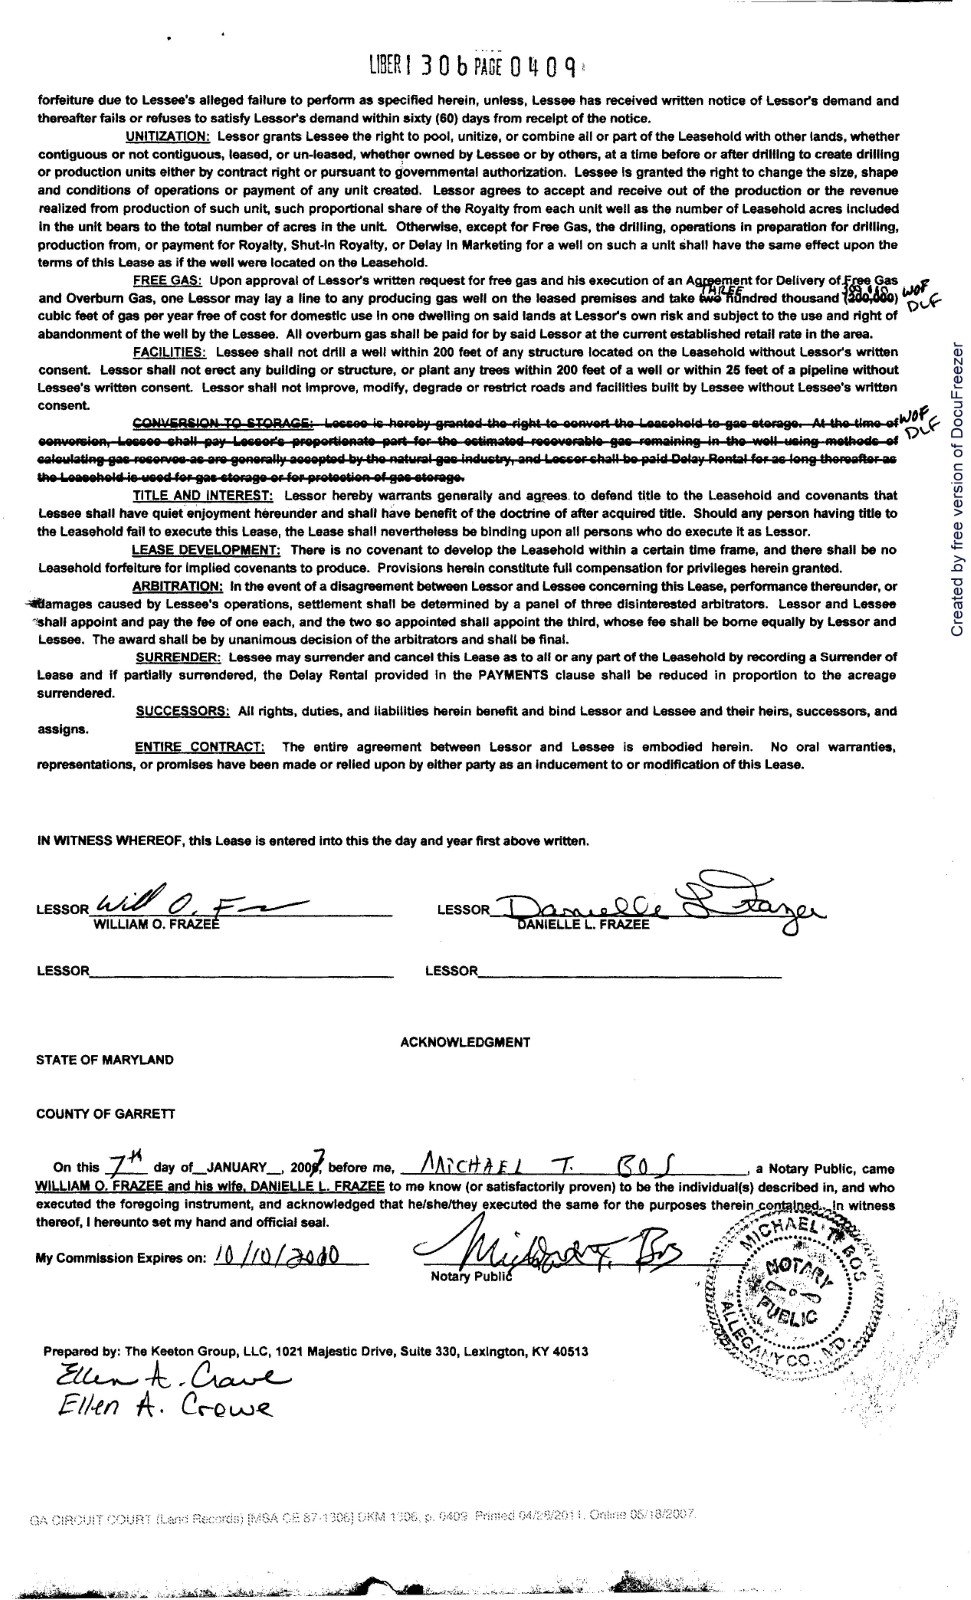 LIBER 1306 PAGE 0409
forfeiture due to Lessee's alleged failure to perform as specified herein, unless, Lessee has received written notice of Lessor's demand and
thereafter fails or refuses to satisfy Lessor's demand within sixty (60) days from receipt of the notice.
UNITIZATION: Lessor grants Lessee the right to pool, unitize, or combine all or part of the Leasehold with other lands, whether
contiguous or not contiguous, leased, or un-leased, whether owned by Lessee or by others, at a time before or after drilling to create drilling
or production units either by contract right or pursuant to governmental authorization. Lessee is granted the right to change the size, shape
and conditions of operations or payment of any unit created. Lessor agrees to accept and receive out of the production or the revenue
realized from production of such unit, such proportional share of the Royalty from each unit well as the number of Leasehold acres included
in the unit bears to the total number of acres in the unit. Otherwise, except for Free Gas, the drilling, operations in preparation for drilling,
production from, or payment for Royalty, Shut-In Royalty, or Delay In Marketing for a well on such a unit shall have the same effect upon the
terms of this Lease as if the well were located on the Leasehold.
FREE GAS: Upon approval of Lessor's written request for free gas and his execution of an Agreement for Delivery of Free Gas
THREE
and Overburn Gas, one Lessor may lay a line to any producing gas well on the leased premises and take two hundred thousand (200,000) WOF
DLF
cubic feet of gas per year free of cost for domestic use in one dwelling on said lands at Lessor's own risk and subject to the use and right of
abandonment of the well by the Lessee. All overburn gas shall be paid for by said Lessor at the current established retail rate in the area.
FACILITIES: Lessee shall not drill a well within 200 feet of any structure located on the Leasehold without Lessor's written
consent. Lessor shall not erect any building or structure, or plant any trees within 200 feet of a well or within 25 feet of a pipeline without
Lessee's written consent. Lessor shall not improve, modify, degrade or restrict roads and facilities built by Lessee without Lessee's written
consent.
CONVERSION TO STORAGE: Lessee is hereby granted the right to convert the Leasehold to gas storage. At the time of WOF
DLF
conversion, Lessee shall pay Lessor's proportionate part for the estimated recoverable gas remaining in the well using methods of
calculating gas reserves as are generally accepted by the natural gas industry, and Lessor shall be paid Delay Rental for as long thereafter as
the Leasehold is used for gas storage or for protection of gas storage.
TITLE AND INTEREST: Lessor hereby warrants generally and agrees to defend title to the Leasehold and covenants that
Lessee shall have quiet enjoyment hereunder and shall have benefit of the doctrine of after acquired title. Should any person having title to
the Leasehold fail to execute this Lease, the Lease shall nevertheless be binding upon all persons who do execute it as Lessor.
LEASE DEVELOPMENT: There is no covenant to develop the Leasehold within a certain time frame, and there shall be no
Leasehold forfeiture for implied covenants to produce. Provisions herein constitute full compensation for privileges herein granted.
ARBITRATION: In the event of a disagreement between Lessor and Lessee concerning this Lease, performance thereunder, or
damages caused by Lessee's operations, settlement shall be determined by a panel of three disinterested arbitrators. Lessor and Lessee
shall appoint and pay the fee of one each, and the two so appointed shall appoint the third, whose fee shall be borne equally by Lessor and
Lessee. The award shall be by unanimous decision of the arbitrators and shall be final.
SURRENDER: Lessee may surrender and cancel this Lease as to all or any part of the Leasehold by recording a Surrender of
Lease and if partially surrendered, the Delay Rental provided in the PAYMENTS clause shall be reduced in proportion to the acreage
surrendered.
SUCCESSORS: All rights, duties, and liabilities herein benefit and bind Lessor and Lessee and their heirs, successors, and
assigns.
ENTIRE CONTRACT: The entire agreement between Lessor and Lessee is embodied herein. No oral warranties,
representations, or promises have been made or relied upon by either party as an inducement to or modification of this Lease.
IN WITNESS WHEREOF, this Lease is entered into this the day and year first above written.
LESSOR Will O. F LESSOR Danielle L Frazee
WILLIAM O. FRAZEE DANIELLE L. FRAZEE
LESSOR LESSOR
ACKNOWLEDGMENT
STATE OF MARYLAND
COUNTY OF GARRETT
On this 7th day of JANUARY, 2007, before me, MICHAEL T. BOS, a Notary Public, came
WILLIAM O. FRAZEE and his wife, DANIELLE L. FRAZEE to me know (or satisfactorily proven) to be the individual(s) described in, and who
executed the foregoing instrument, and acknowledged that he/she/they executed the same for the purposes therein contained. In witness
thereof, I hereunto set my hand and official seal.
My Commission Expires on: 10/10/2010 Michael T. Bos
Notary Public
MICHAEL T. BOS
NOTARY
PUBLIC
ALLEGANY CO., MD.
Prepared by: The Keeton Group, LLC, 1021 Majestic Drive, Suite 330, Lexington, KY 40513
Ellen A. Crowe
Ellen A. Crowe
GA CIRCUIT COURT (Land Records) [MSA CE 87-1306] DKM 1306, p. 0409. Printed 04/26/2011. Online 05/18/2007.
Created by free version of DocuFreezer